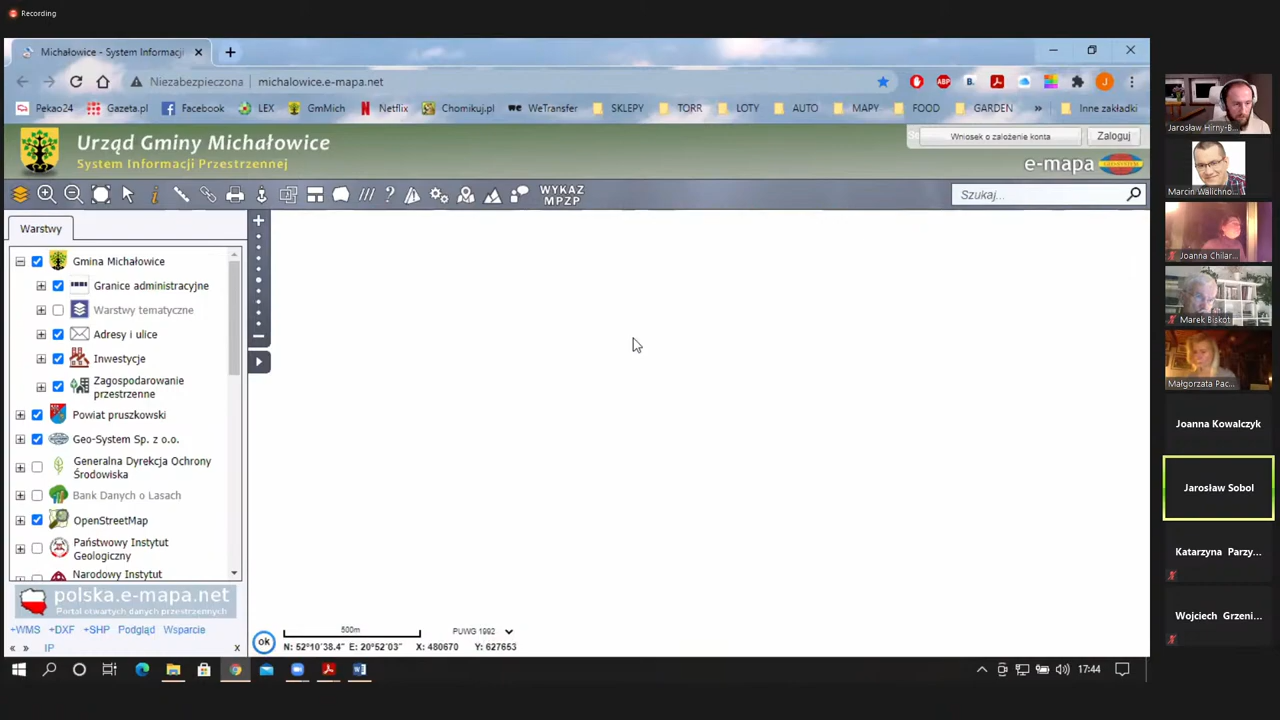 Recording
Michałowice - System Informacji
Niezabezpieczona
michalowice.e-mapa.net
ABP
B.
J
Pekao24
Gazeta.pl
Facebook
LEX
GmMich
Netflix
Chomikuj.pl
WeTransfer
SKLEPY
TORR
LOTY
AUTO
MAPY
FOOD
GARDEN
»
Inne zakładki
Urząd Gminy Michałowice
System Informacji Przestrzennej
Wniosek o założenie konta
Zaloguj
e-mapa
WYKAZ
MPZP
Szukaj...
Warstwy
Gmina Michałowice
Granice administracyjne
Warstwy tematyczne
Adresy i ulice
Inwestycje
Zagospodarowanie
przestrzenne
Powiat pruszkowski
Geo-System Sp. z o.o.
Generalna Dyrekcja Ochrony
Środowiska
Bank Danych o Lasach
OpenStreetMap
Państwowy Instytut
Geologiczny
Narodowy Instytut
polska.e-mapa.net
Portal otwartych danych przestrzennych
+WMS +DXF +SHP Podgląd Wsparcie
« » IP x
ok
500m
PUWG 1992
N: 52°10'38.4" E: 20°52'03" X: 480670 Y: 627653
17:44
Jarosław Hirny-B...
Marcin Walichno...
Joanna Chilar...
Marek Biskot
Małgorzata Pac...
Joanna Kowalczyk
Jarosław Sobol
Katarzyna Parzy...
Wojciech Grzeni...